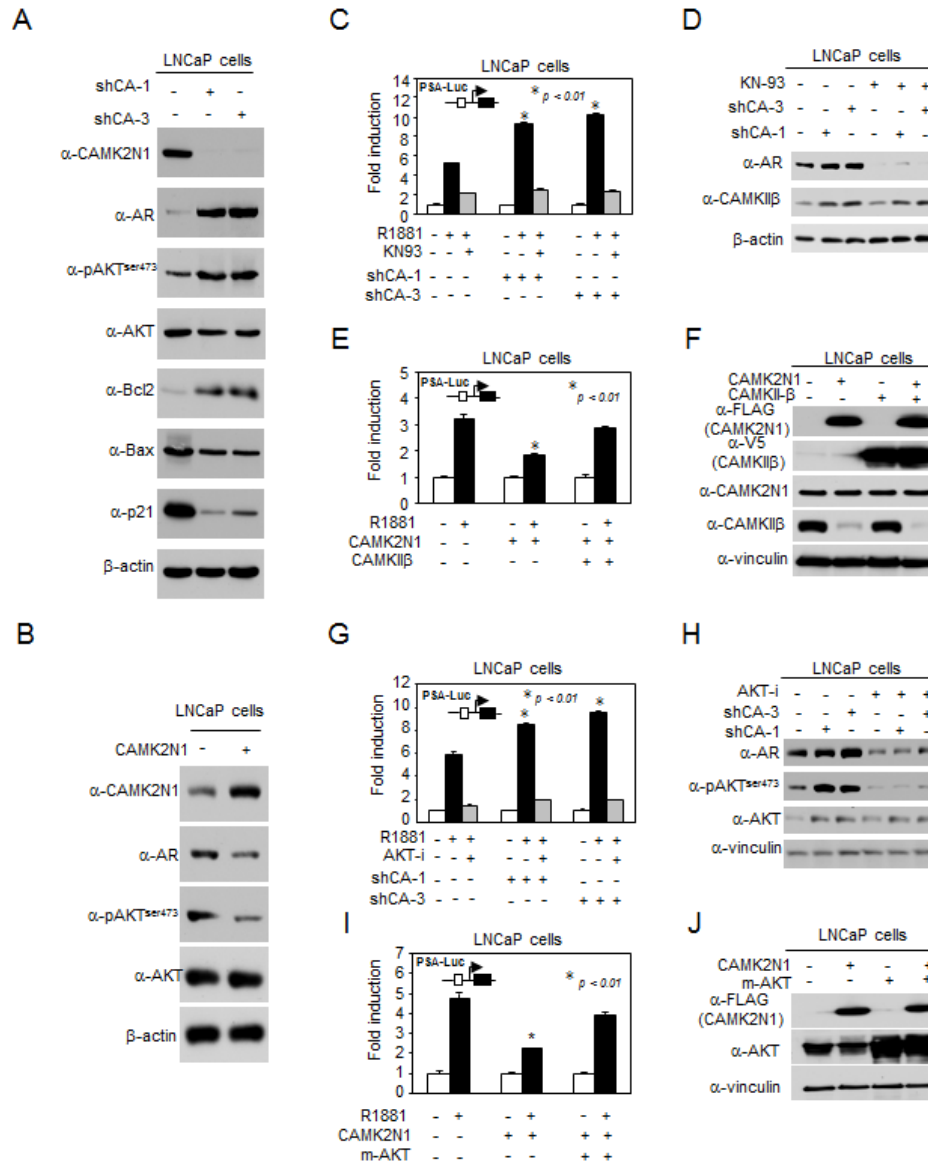 A
LNCaP cells
shCA-1 - + -
shCA-3 - - +
α-CAMK2N1
α-AR
α-pAKTser473
α-AKT
α-Bcl2
α-Bax
α-p21
β-actin
B
LNCaP cells
CAMK2N1 - +
α-CAMK2N1
α-AR
α-pAKTser473
α-AKT
β-actin
C
LNCaP cells
PSA-Luc
* p < 0.01
* *
Fold induction
14
12
10
8
6
4
2
0
R1881 - + + - + + - + +
KN93 - - + - - + - - +
shCA-1 - - - + + + - - -
shCA-3 - - - - - - + + +
D
LNCaP cells
KN-93 - - - + + +
shCA-3 - - + - - +
shCA-1 - + - - + -
α-AR
α-CAMKIIβ
β-actin
E
LNCaP cells
PSA-Luc
* p < 0.01
*
Fold induction
5
4
3
2
1
0
R1881 - + - + - +
CAMK2N1 - - + + + +
CAMKIIβ - - - - + +
F
LNCaP cells
CAMK2N1 - + - +
CAMKII-β - - + +
α-FLAG
(CAMK2N1)
α-V5
(CAMKIIβ)
α-CAMK2N1
α-CAMKIIβ
α-vinculin
G
LNCaP cells
PSA-Luc
* p < 0.01
* *
Fold induction
12
10
8
6
4
2
0
R1881 - + + - + + - + +
AKT-i - - + - - + - - +
shCA-1 - - - + + + - - -
shCA-3 - - - - - - + + +
H
LNCaP cells
AKT-i - - - + + +
shCA-3 - - + - - +
shCA-1 - + - - + -
α-AR
α-pAKTser473
α-AKT
α-vinculin
I
LNCaP cells
PSA-Luc
* p < 0.01
*
Fold induction
7
6
5
4
3
2
1
0
R1881 - + - + - +
CAMK2N1 - - + + + +
m-AKT - - - - + +
J
LNCaP cells
CAMK2N1 - + - +
m-AKT - - + +
α-FLAG
(CAMK2N1)
α-AKT
α-vinculin